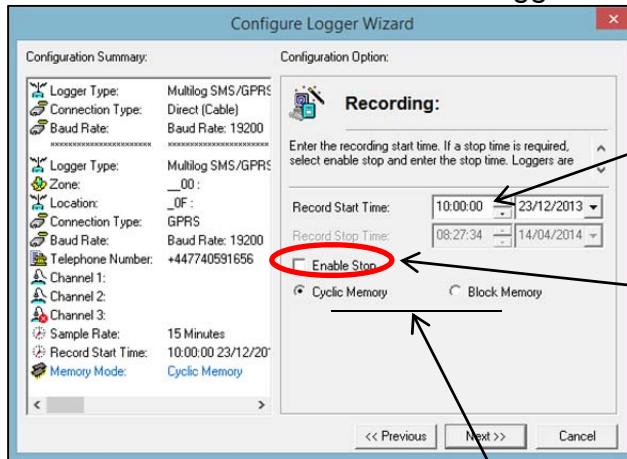 Configure Logger Wizard
Configuration Summary:
Configuration Option:
Logger Type: Multilog SMS/GPRS
Connection Type: Direct (Cable)
Baud Rate: Baud Rate: 19200
xxxxxxxxxxxxxxxxxxxxxxx xxxxxxxxxxxxxxxxxxxx
Logger Type: Multilog SMS/GPRS
Zone: __00 :
Location: _0F :
Connection Type: GPRS
Baud Rate: Baud Rate: 19200
Telephone Number: +447740591656
Channel 1:
Channel 2:
Channel 3:
Sample Rate: 15 Minutes
Record Start Time: 10:00:00 23/12/20
Memory Mode: Cyclic Memory
Recording:
Enter the recording start time. If a stop time is required,
select enable stop and enter the stop time. Loggers are
Record Start Time: 10:00:00 23/12/2013
Record Stop Time: 08:27:34 14/04/2014
Enable Stop
Cyclic Memory Block Memory
<< Previous Next >> Cancel